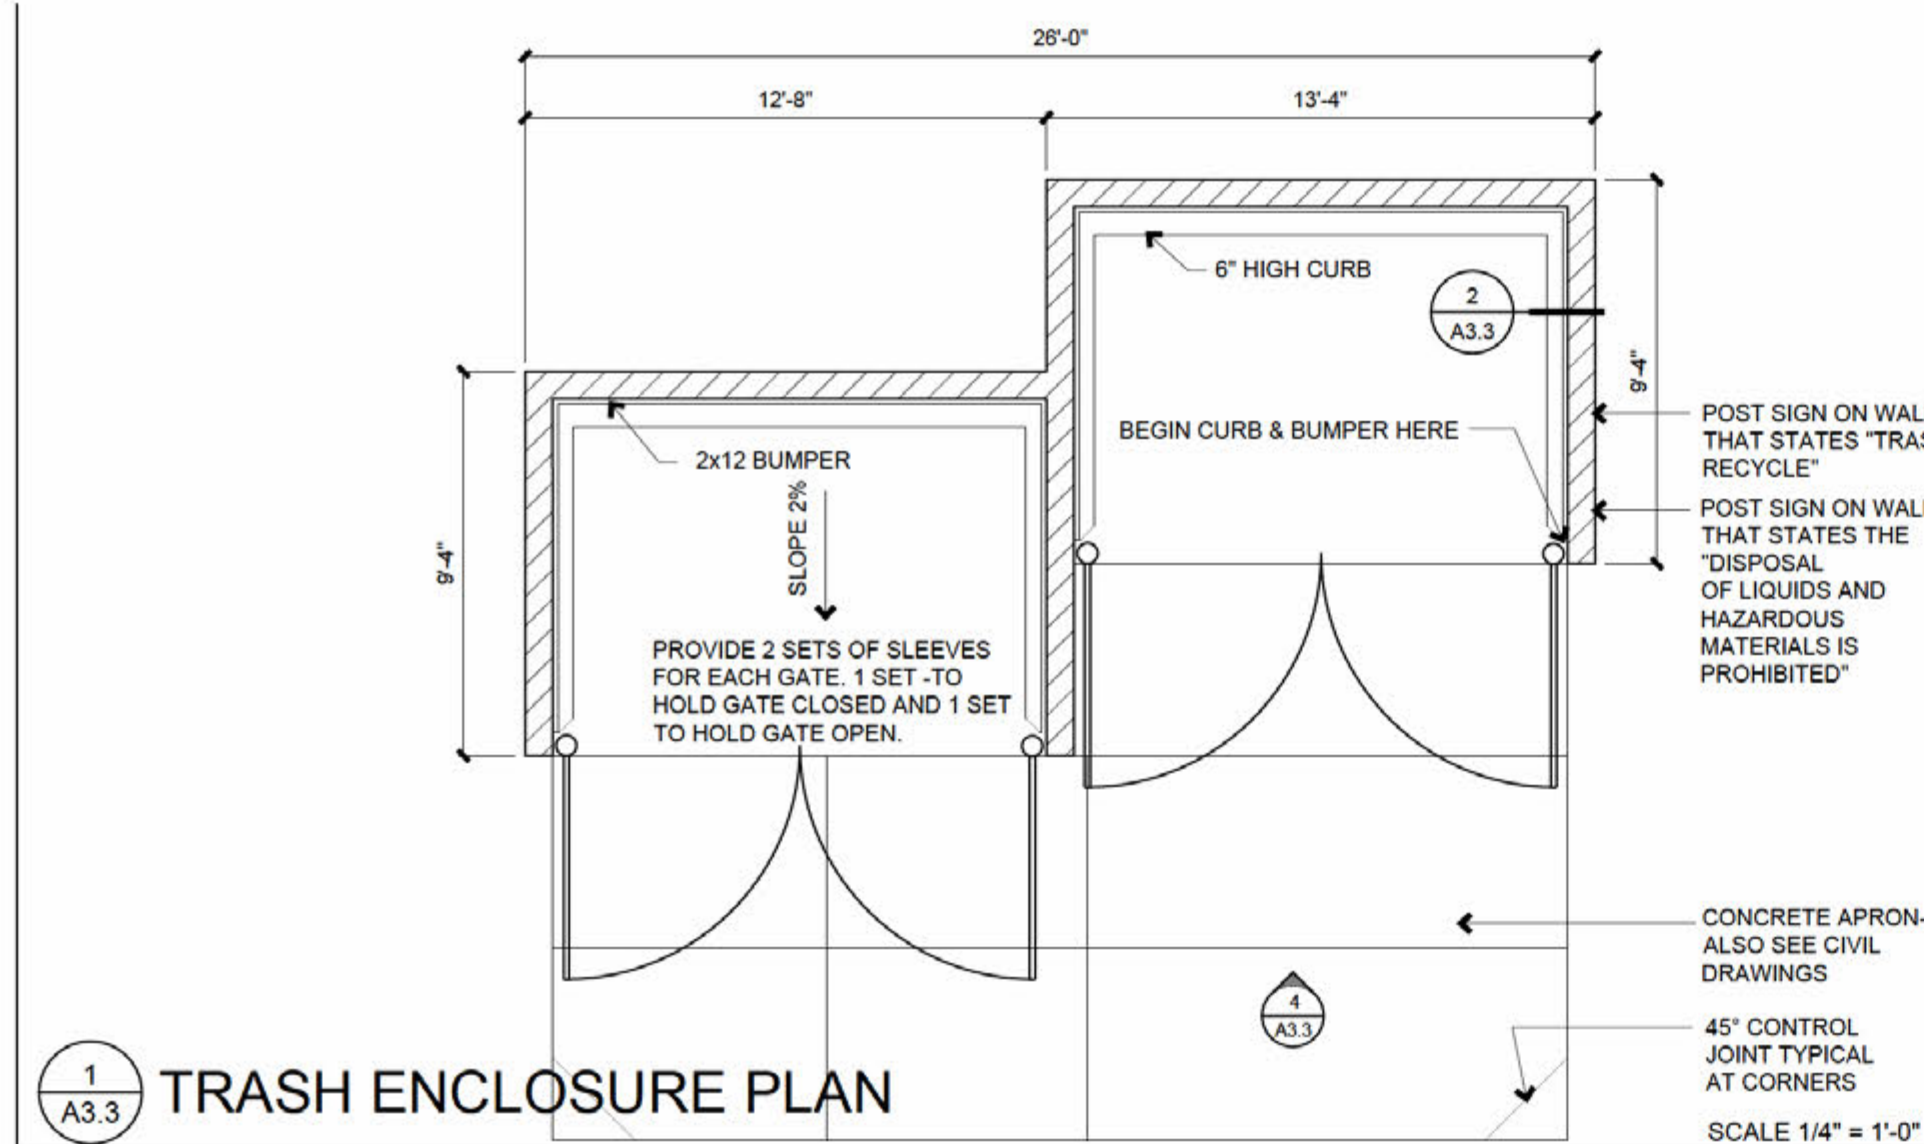 26'-0"
12'-8"
13'-4"
6" HIGH CURB
2
A3.3
9'-4"
BEGIN CURB & BUMPER HERE
2x12 BUMPER
SLOPE 2%
9'-4"
PROVIDE 2 SETS OF SLEEVES
FOR EACH GATE. 1 SET -TO
HOLD GATE CLOSED AND 1 SET
TO HOLD GATE OPEN.
POST SIGN ON WAL
THAT STATES "TRAS
RECYCLE"
POST SIGN ON WAL
THAT STATES THE
"DISPOSAL
OF LIQUIDS AND
HAZARDOUS
MATERIALS IS
PROHIBITED"
CONCRETE APRON-
ALSO SEE CIVIL
DRAWINGS
4
A3.3
45° CONTROL
JOINT TYPICAL
AT CORNERS
1
A3.3
TRASH ENCLOSURE PLAN
SCALE 1/4" = 1'-0"